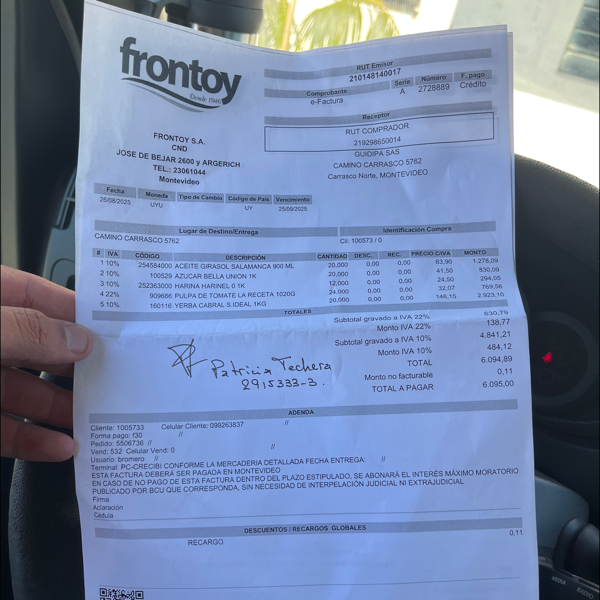 frontoy
Desde 1946
RUT Emisor
210148140017
Comprobante Serie Número F. pago
e-Factura A 2728889 Crédito
Receptor
RUT COMPRADOR
219298650014
GUIDIPA SAS
CAMINO CARRASCO 5762
Carrasco Norte, MONTEVIDEO
FRONTOY S.A.
CND
JOSE DE BEJAR 2600 y ARGERICH
TEL.: 23061044
Montevideo
Fecha Moneda Tipo de Cambio Código de País Vencimiento
26/08/2025 UYU UY 25/09/2025
Lugar de Destino/Entrega Identificación Compra
CAMINO CARRASCO 5762 Cli: 100573 / 0
# IVA CÓDIGO DESCRIPCIÓN CANTIDAD DESC. REC. PRECIO C/IVA MONTO
1 10% 254584000 ACEITE GIRASOL SALAMANCA 900 ML 20,000 0,00 0,00 63,90 1.278,09
2 10% 100529 AZUCAR BELLA UNION 1K 20,000 0,00 0,00 41,50 830,09
3 10% 252363000 HARINA HARINEL 0 1K 12,000 0,00 0,00 24,50 294,05
4 22% 909686 PULPA DE TOMATE LA RECETA 1020G 24,000 0,00 0,00 32,07 769,56
5 10% 160116 YERBA CABRAL S.IDEAL 1KG 20,000 0,00 0,00 146,15 2.923,10
TOTALES
Subtotal gravado a IVA 22% 630,79
Monto IVA 22% 138,77
Subtotal gravado a IVA 10% 4.841,21
Monto IVA 10% 484,12
TOTAL 6.094,89
Monto no facturable 0,11
TOTAL A PAGAR 6.095,00
Patricia Techera
2915333-3.
ADENDA
Cliente: 1005733 Celular Cliente: 099263837 //
Forma pago: f30 //
Pedido: 5506736 //
Vend: 532 Celular Vend: 0 //
Usuario: bromero //
Terminal: PC-CRECIBI CONFORME LA MERCADERIA DETALLADA FECHA ENTREGA: //
ESTA FACTURA DEBERÁ SER PAGADA EN MONTEVIDEO
EN CASO DE NO PAGO DE ESTA FACTURA DENTRO DEL PLAZO ESTIPULADO, SE ABONARÁ EL INTERÉS MÁXIMO MORATORIO
PUBLICADO POR BCU QUE CORRESPONDA, SIN NECESIDAD DE INTERPELACIÓN JUDICIAL NI EXTRAJUDICIAL
Firma
Aclaración
Cédula
DESCUENTOS / RECARGOS GLOBALES
RECARGO 0,11
MEDIA